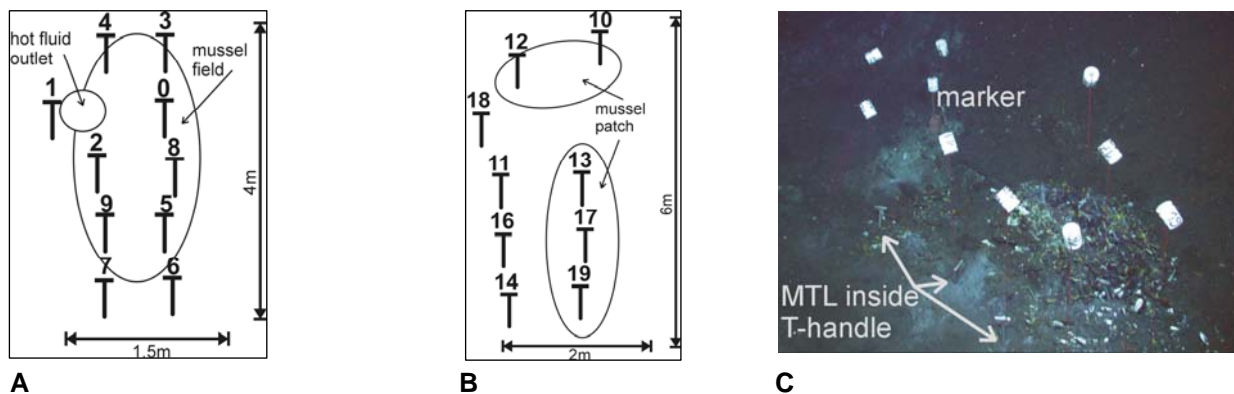 4 3
hot fluid
outlet
mussel
field
1
0
2
8
9
5
7
6
4m
1.5m
A
10
12
mussel
patch
18
11
13
16
17
14
19
6m
2m
B
marker
MTL inside
T-handle
C